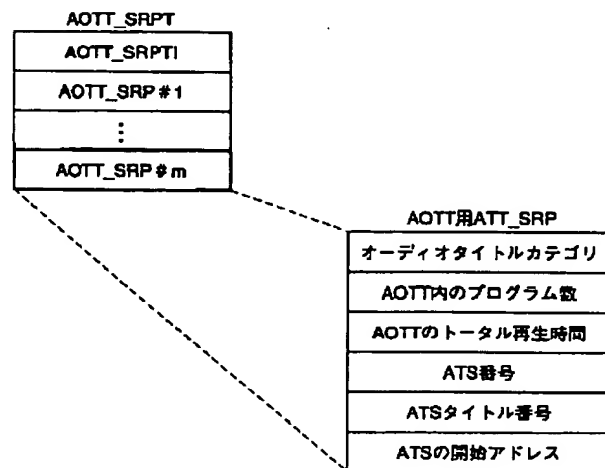 AOTT_SRPT
AOTT_SRPTI
AOTT_SRP#1
⋮
AOTT_SRP#m
AOTT用ATT_SRP
オーディオタイトルカテゴリ
AOTT内のプログラム数
AOTTのトータル再生時間
ATS番号
ATSタイトル番号
ATSの開始アドレス